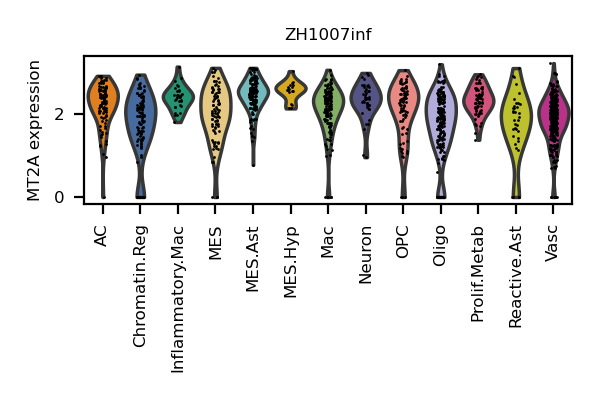 ZH1007inf
MT2A expression
2
0
AC
Chromatin.Reg
Inflammatory.Mac
MES
MES.Ast
MES.Hyp
Mac
Neuron
OPC
Oligo
Prolif.Metab
Reactive.Ast
Vasc